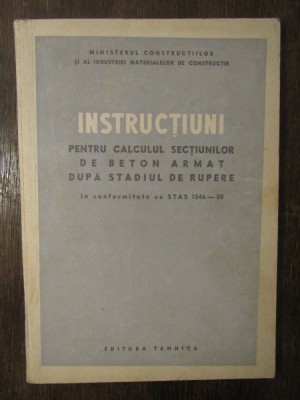 MINISTERUL CONSTRUCȚIILOR
ȘI AL INDUSTRIEI MATERIALELOR DE CONSTRUCȚIE
INSTRUCȚIUNI
PENTRU CALCULUL SECȚIUNILOR
DE BETON ARMAT
DUPĂ STADIUL DE RUPERE
în conformitate cu STAS 1546—50
EDITURA TEHNICĂ